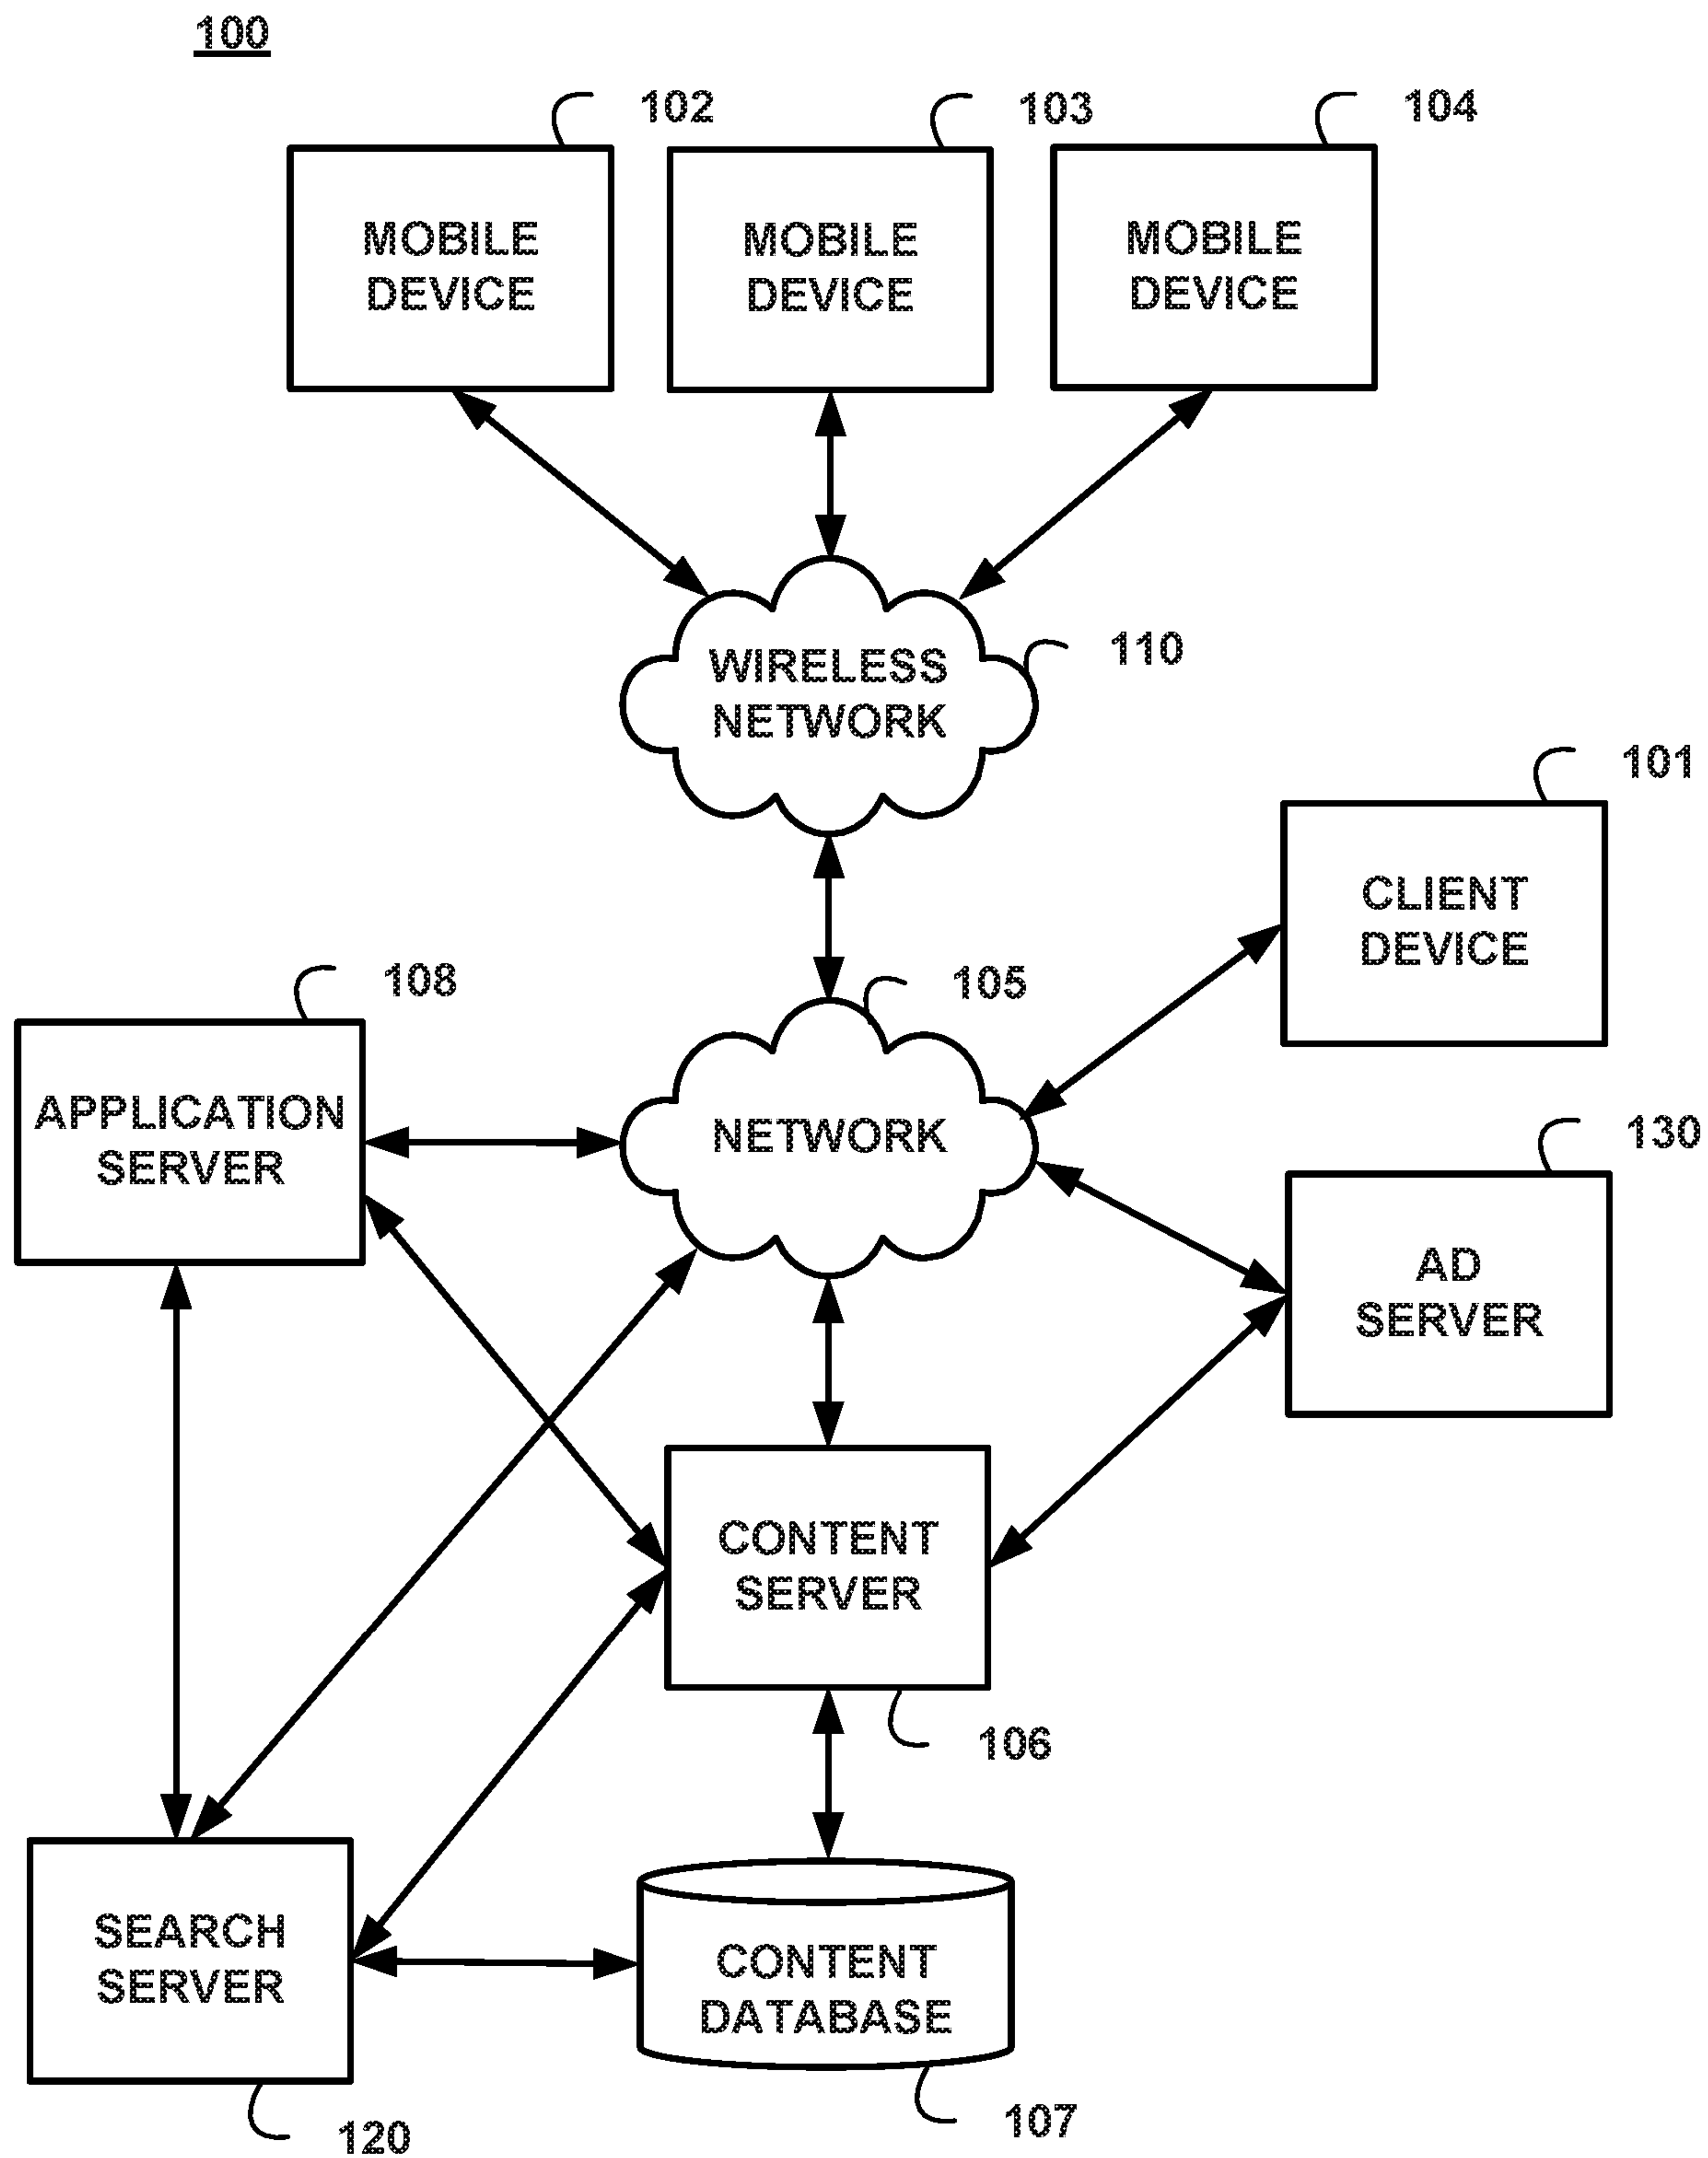 100
102
103
104
MOBILE
DEVICE
MOBILE
DEVICE
MOBILE
DEVICE
WIRELESS
NETWORK
110
101
CLIENT
DEVICE
108
105
APPLICATION
SERVER
NETWORK
130
AD
SERVER
CONTENT
SERVER
106
SEARCH
SERVER
CONTENT
DATABASE
120
107